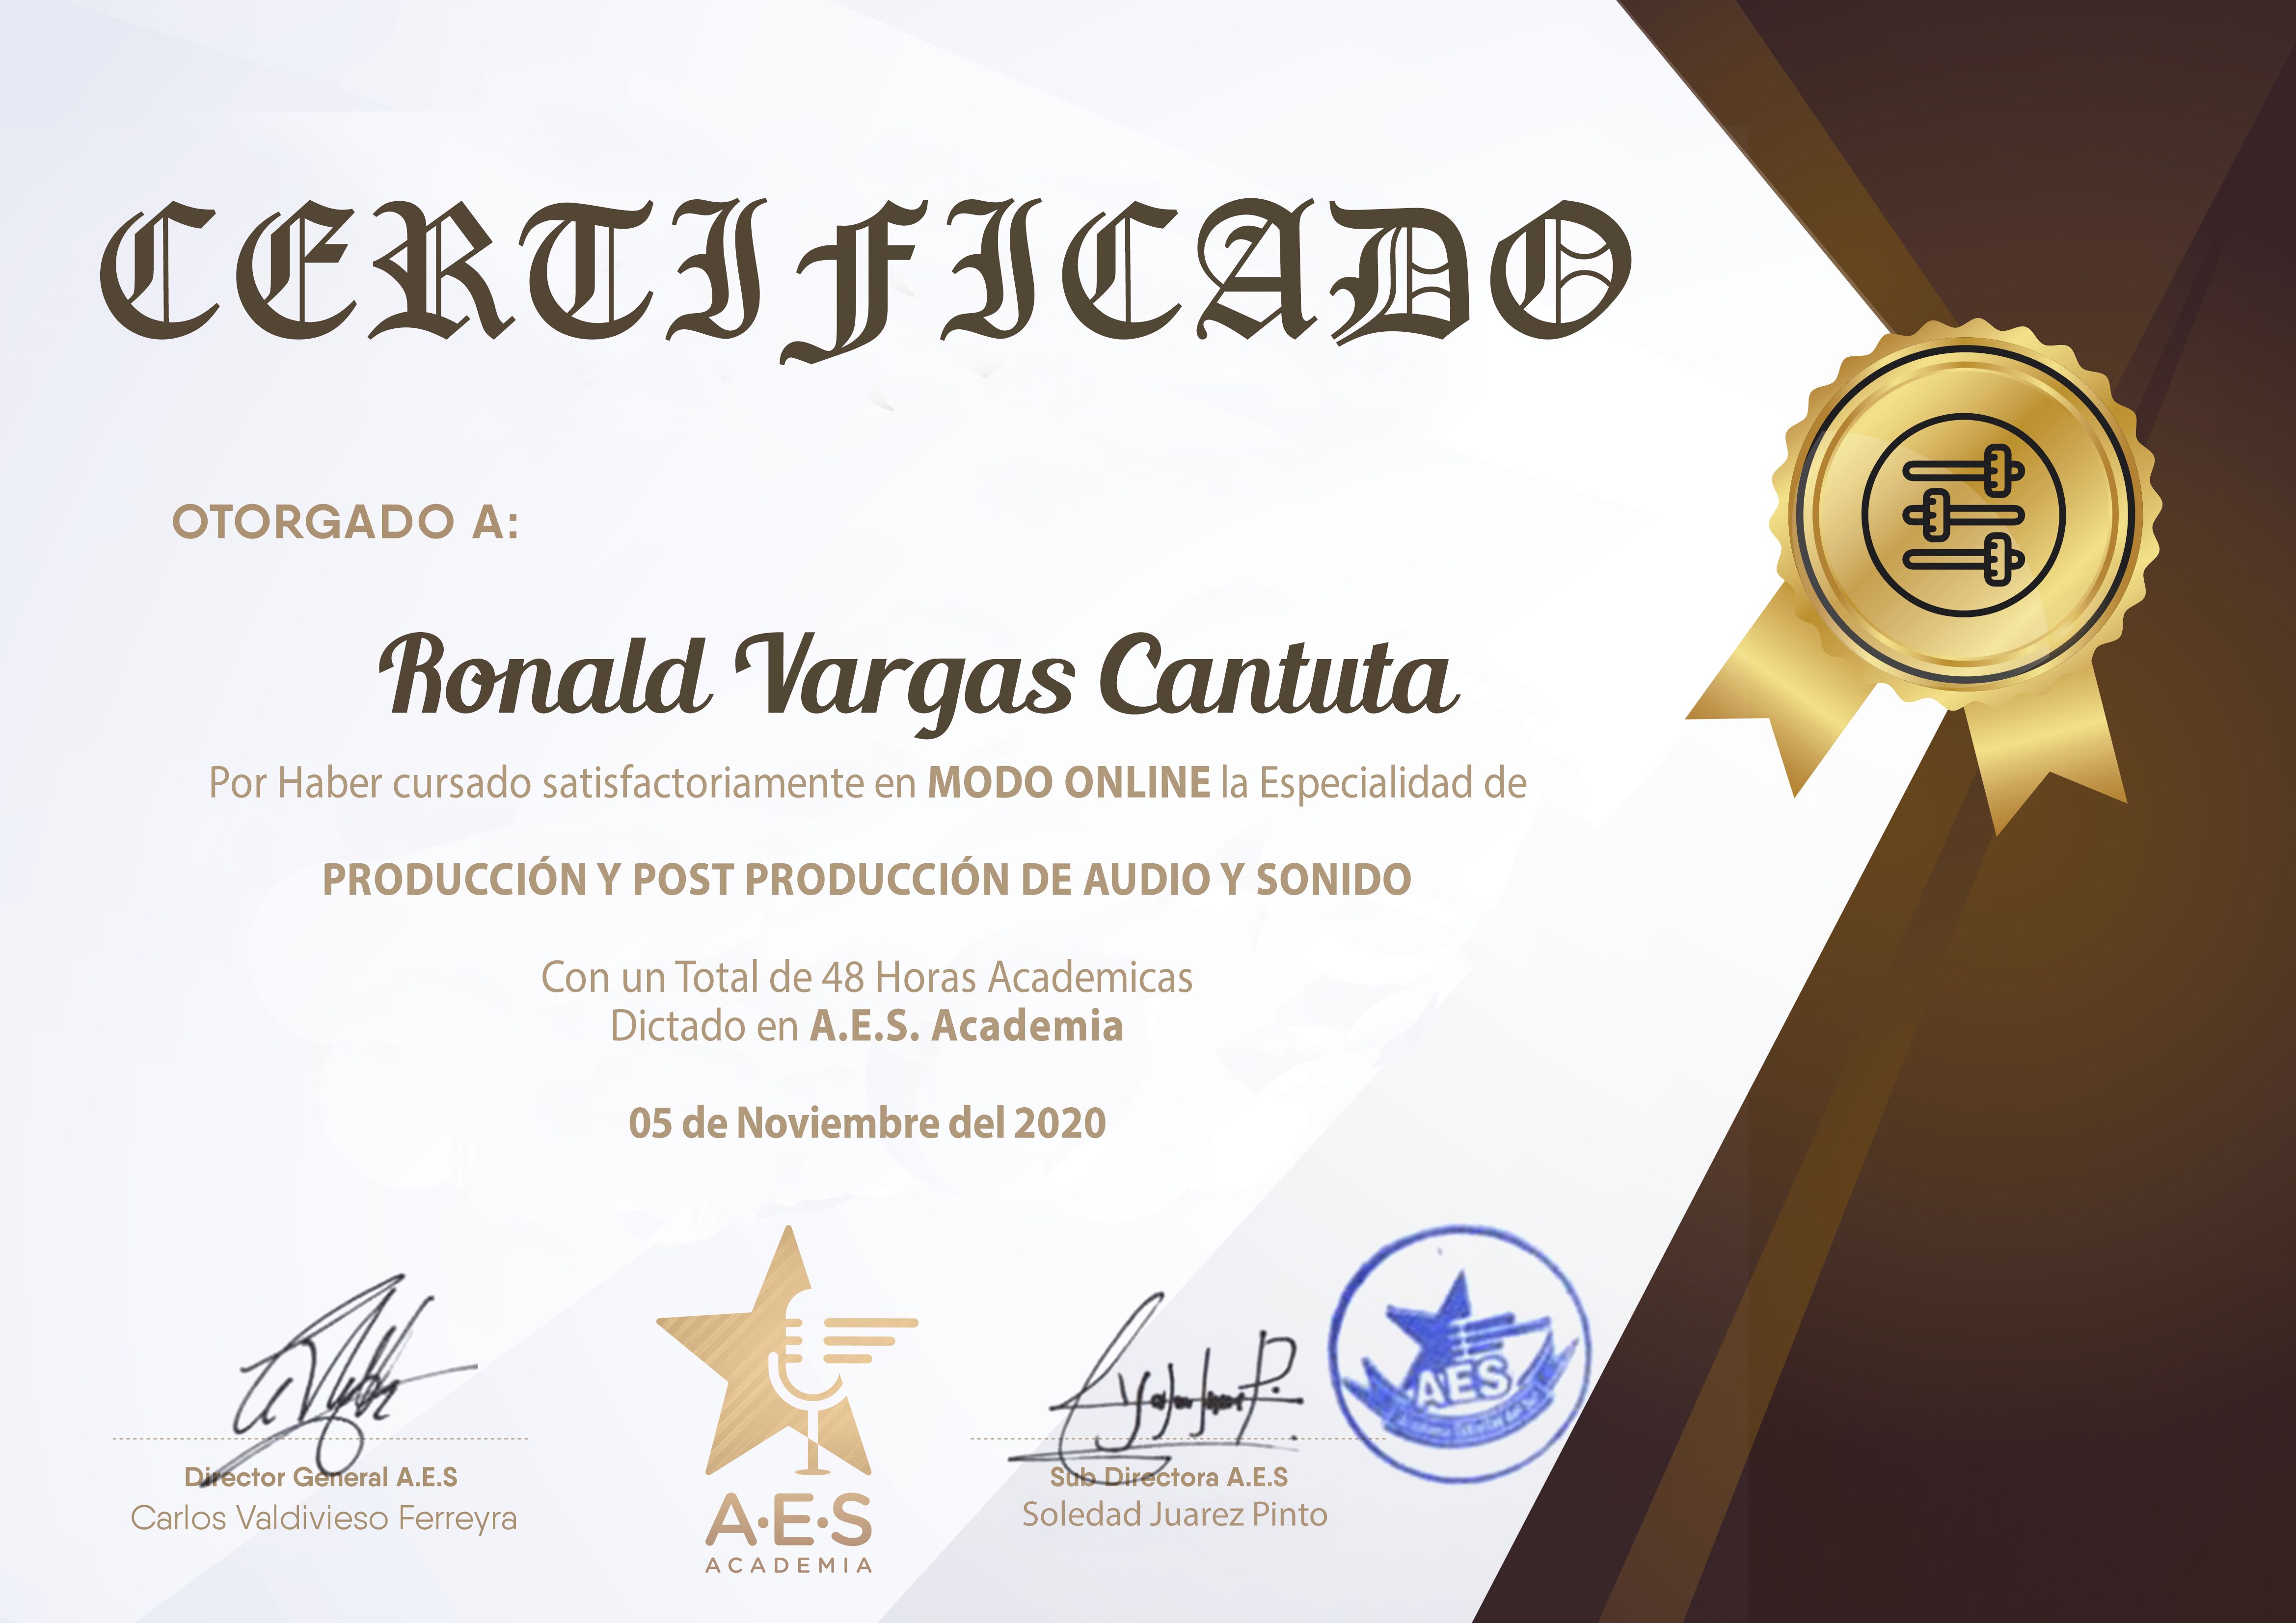 CERTIFICADO
OTORGADO A:
Ronald Vargas Cantuta
Por Haber cursado satisfactoriamente en MODO ONLINE la Especialidad de
PRODUCCIÓN Y POST PRODUCCIÓN DE AUDIO Y SONIDO
Con un Total de 48 Horas Academicas
Dictado en A.E.S. Academia
05 de Noviembre del 2020
Director General A.E.S
Carlos Valdivieso Ferreyra
A·E·S
ACADEMIA
Sub Directora A.E.S
Soledad Juarez Pinto
AES